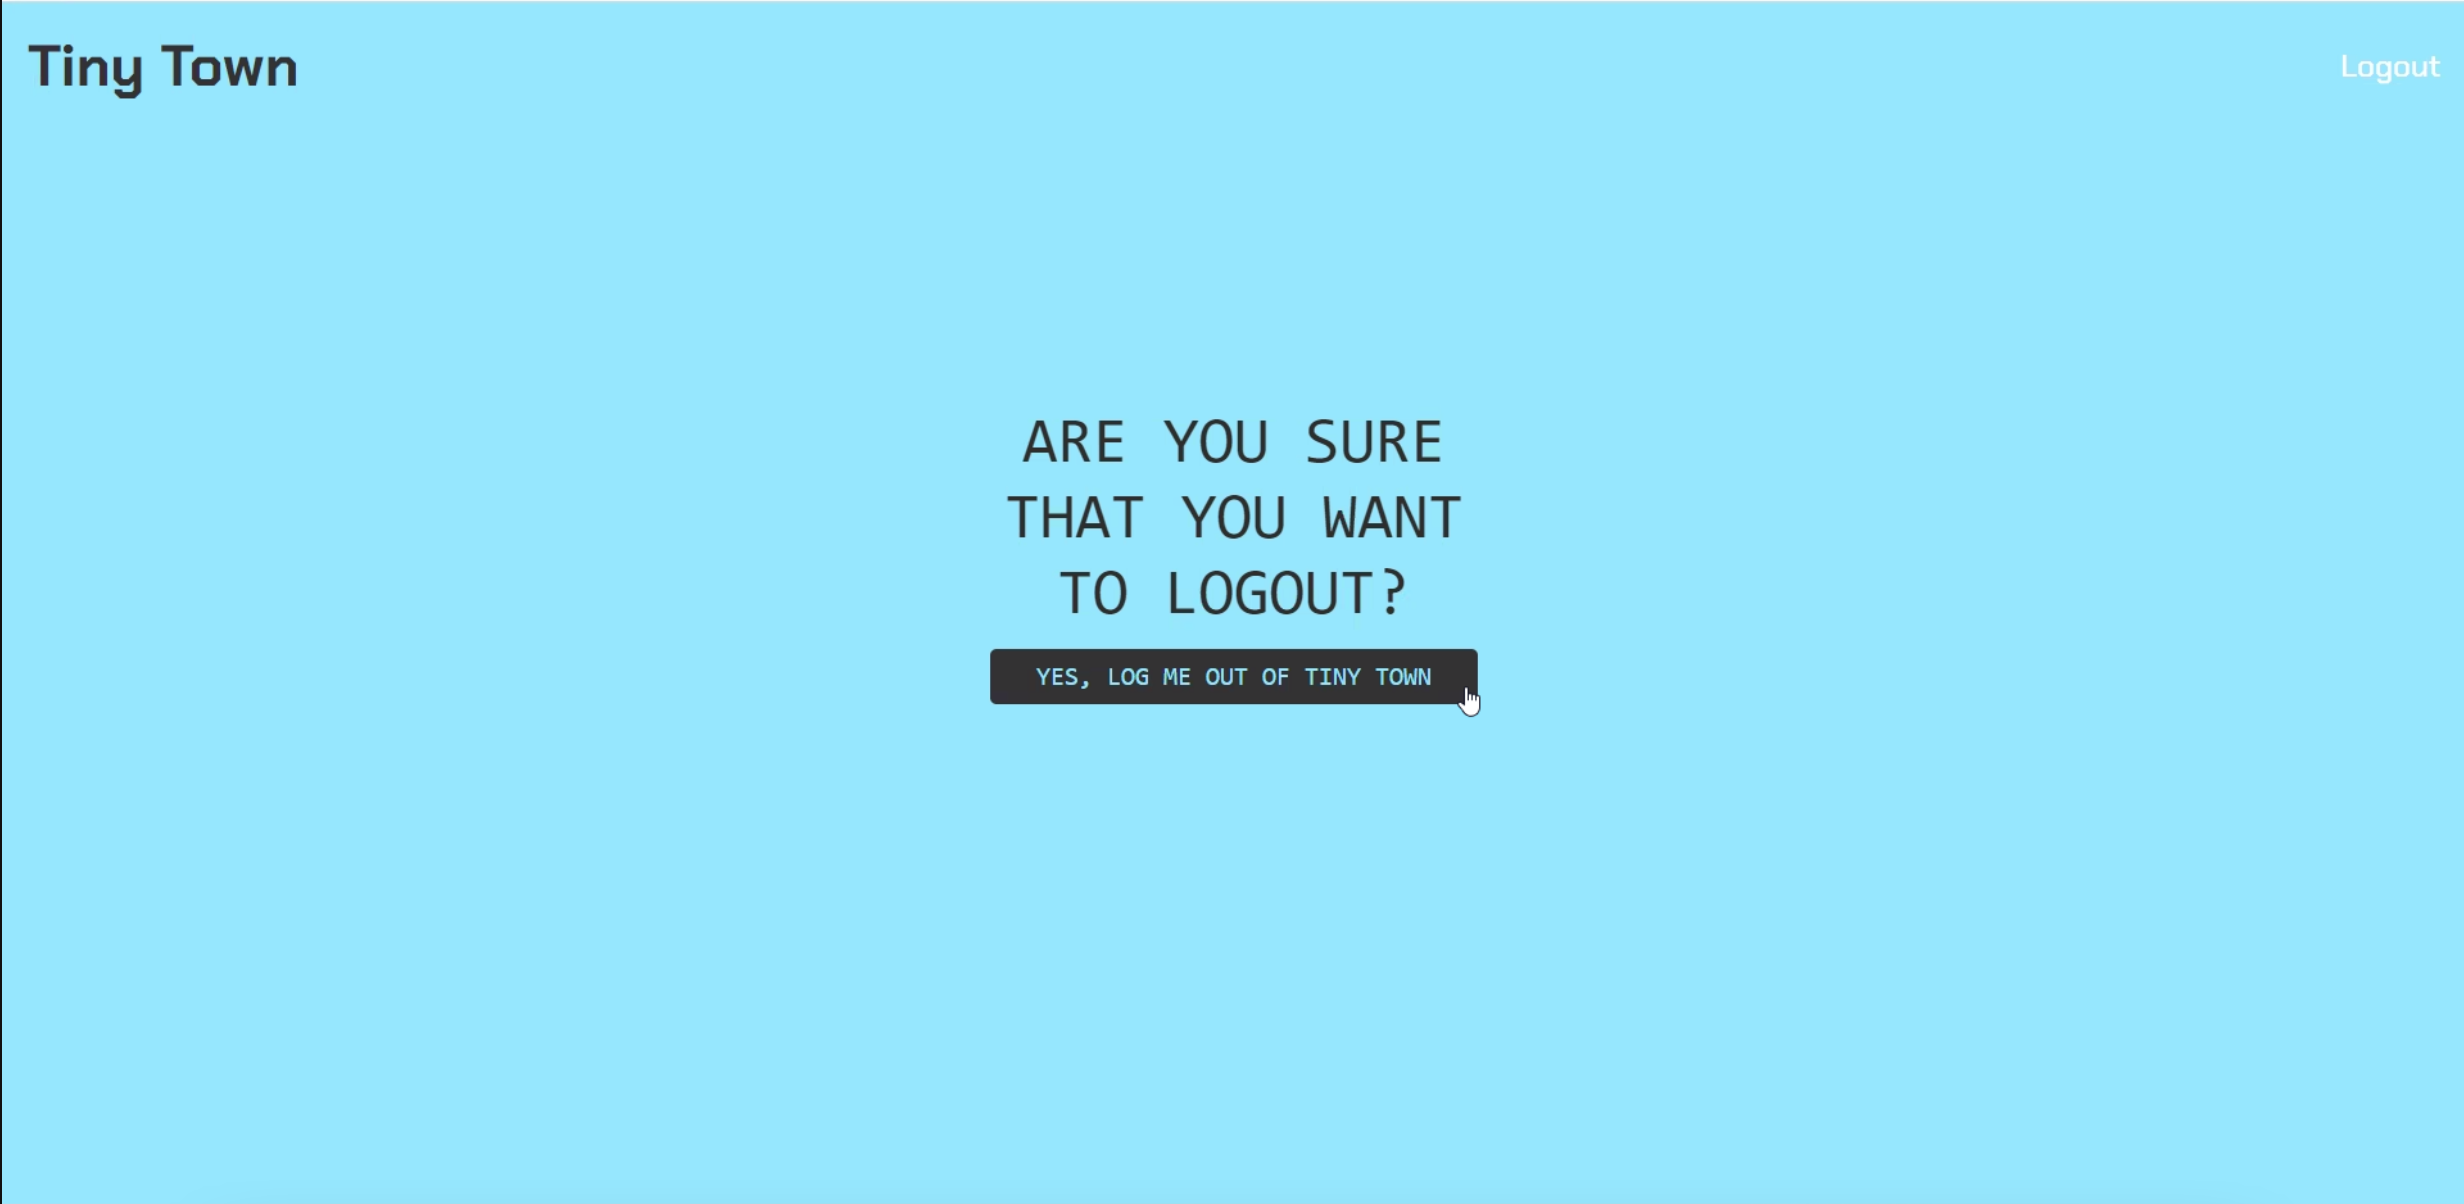 Tiny Town
Logout
ARE YOU SURE
THAT YOU WANT
TO LOGOUT?
YES, LOG ME OUT OF TINY TOWN